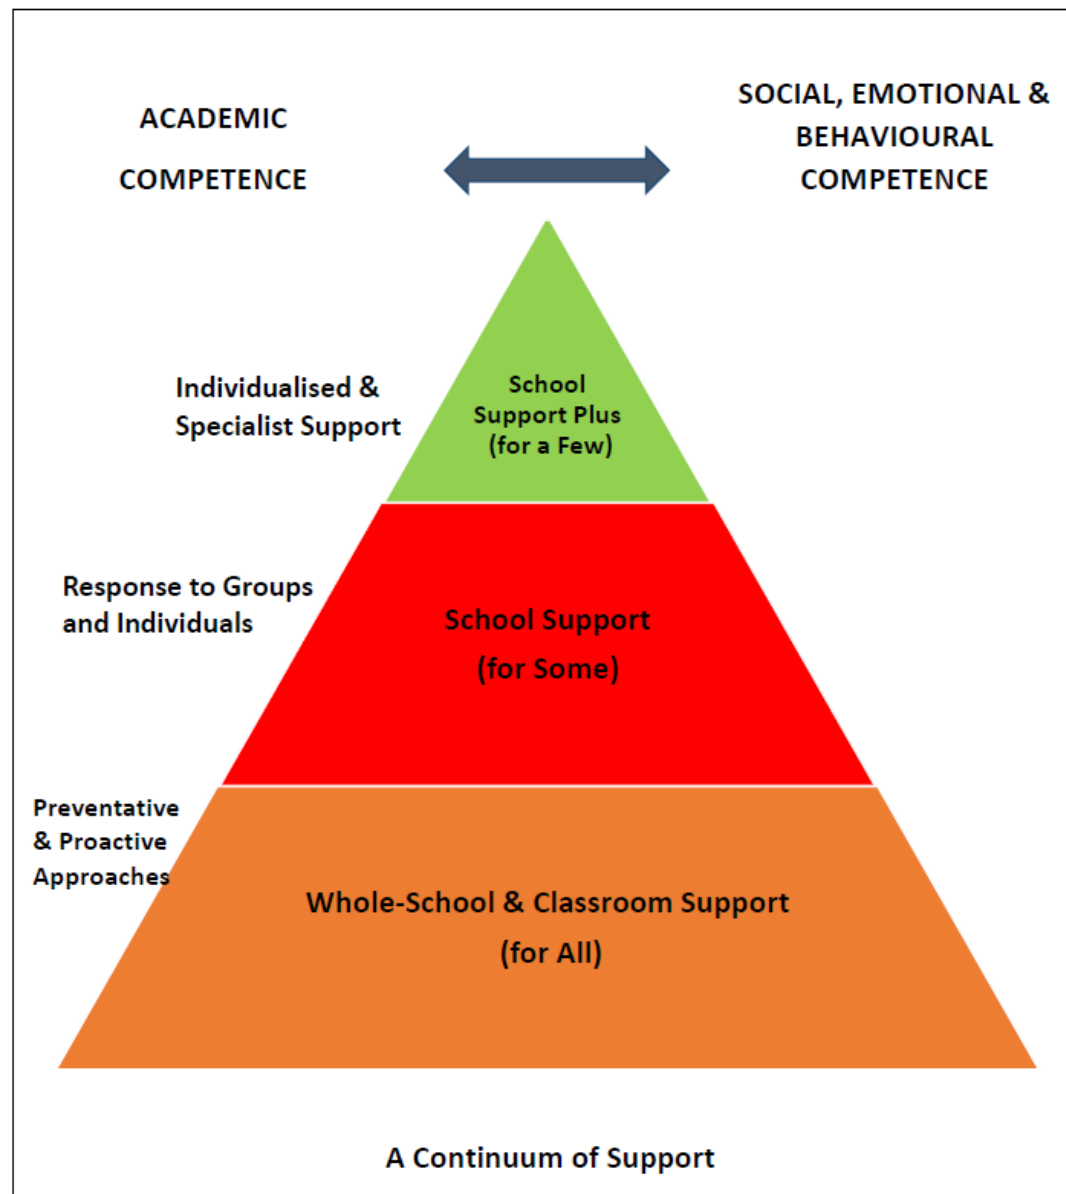 ACADEMIC
COMPETENCE
SOCIAL, EMOTIONAL &
BEHAVIOURAL
COMPETENCE
Individualised &
Specialist Support
School
Support Plus
(for a Few)
Response to Groups
and Individuals
School Support
(for Some)
Preventative
& Proactive
Approaches
Whole-School & Classroom Support
(for All)
A Continuum of Support